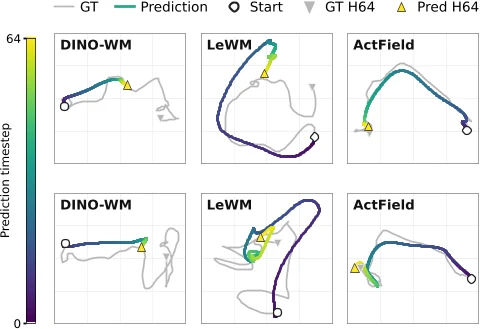 GT Prediction Start GT H64 Pred H64
64
DINO-WM LeWM ActField
Prediction timestep
DINO-WM LeWM ActField
0